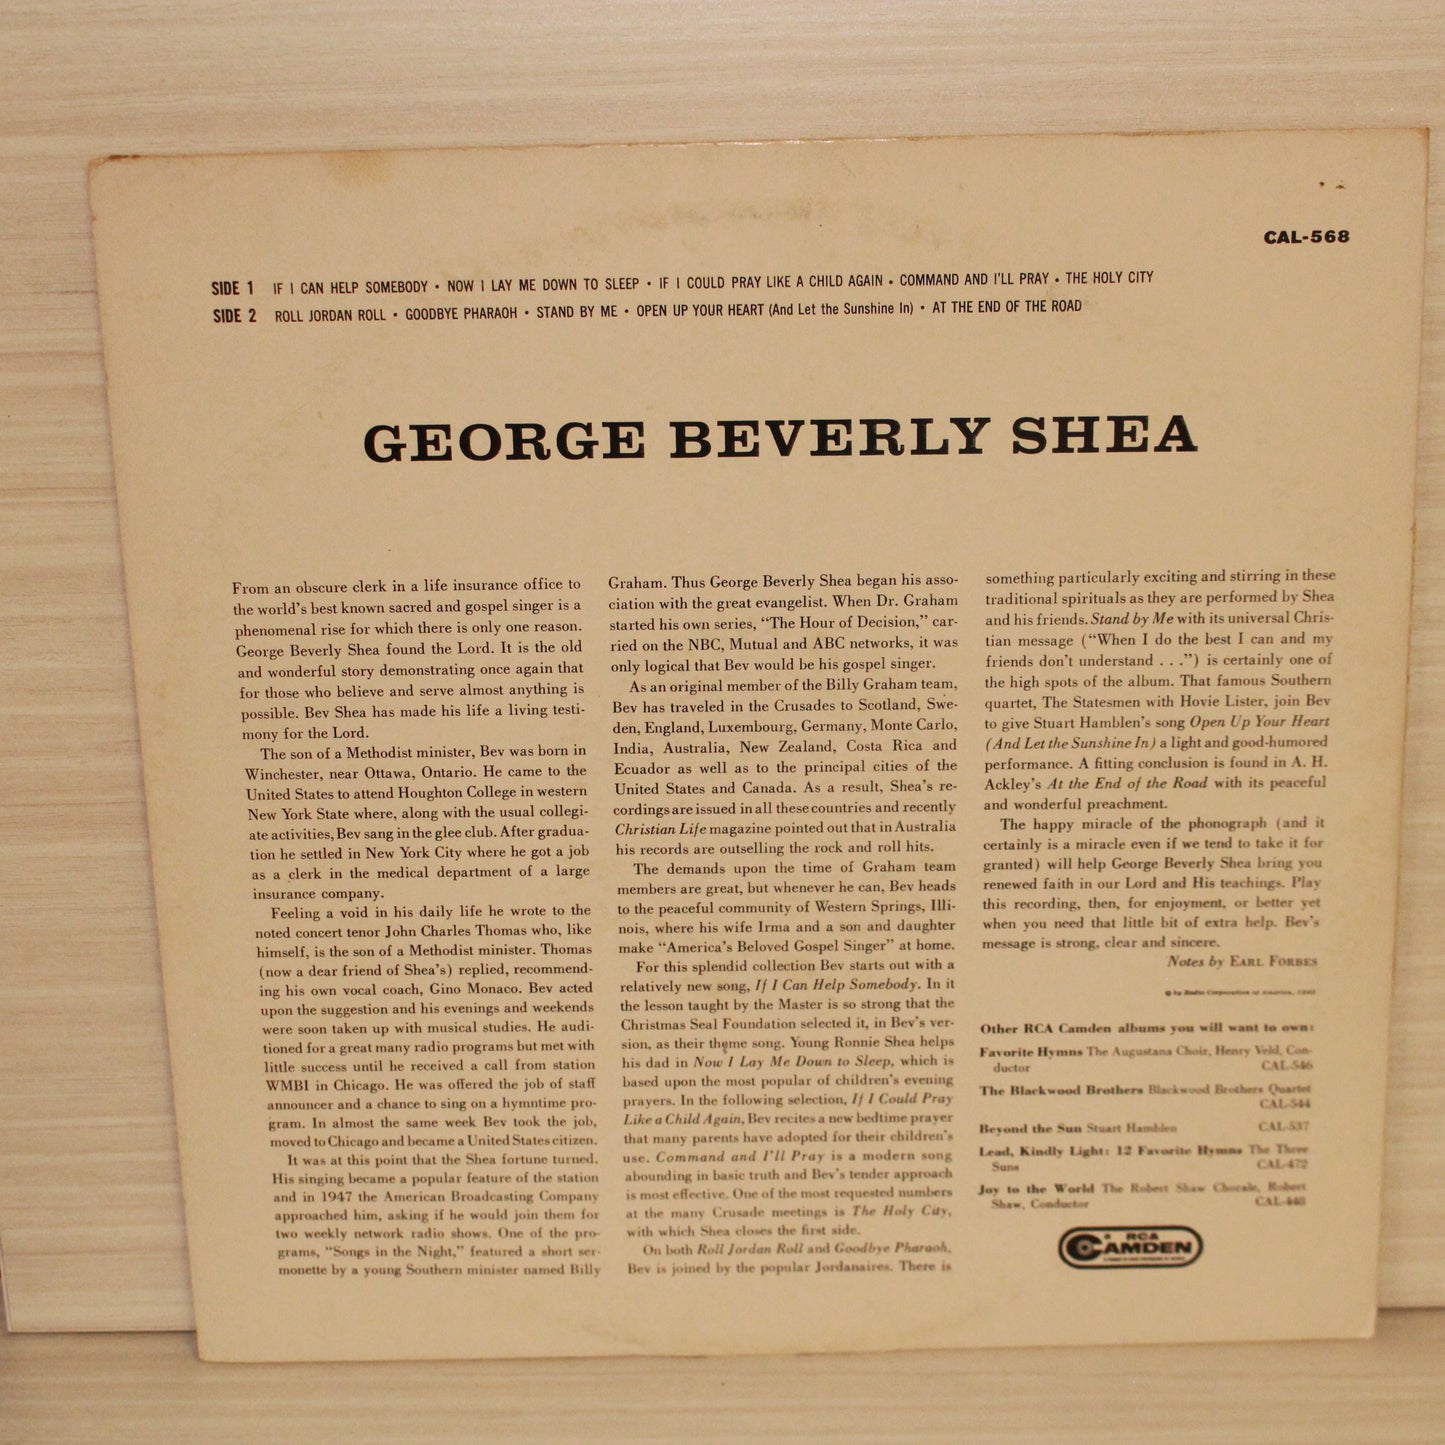 CAL-568
SIDE 1 IF I CAN HELP SOMEBODY • NOW I LAY ME DOWN TO SLEEP • IF I COULD PRAY LIKE A CHILD AGAIN • COMMAND AND I'LL PRAY • THE HOLY CITY
SIDE 2 ROLL JORDAN ROLL • GOODBYE PHARAOH • STAND BY ME • OPEN UP YOUR HEART (And Let the Sunshine In) • AT THE END OF THE ROAD
GEORGE BEVERLY SHEA
From an obscure clerk in a life insurance office to
the world's best known sacred and gospel singer is a
phenomenal rise for which there is only one reason.
George Beverly Shea found the Lord. It is the old
and wonderful story demonstrating once again that
for those who believe and serve almost anything is
possible. Bev Shea has made his life a living testi-
mony for the Lord.
The son of a Methodist minister, Bev was born in
Winchester, near Ottawa, Ontario. He came to the
United States to attend Houghton College in western
New York State where, along with the usual collegi-
ate activities, Bev sang in the glee club. After gradua-
tion he settled in New York City where he got a job
as a clerk in the medical department of a large
insurance company.
Feeling a void in his daily life he wrote to the
noted concert tenor John Charles Thomas who, like
himself, is the son of a Methodist minister. Thomas
(now a dear friend of Shea's) replied, recommend-
ing his own vocal coach, Gino Monaco. Bev acted
upon the suggestion and his evenings and weekends
were soon taken up with musical studies. He audi-
tioned for a great many radio programs but met with
little success until he received a call from station
WMBI in Chicago. He was offered the job of staff
announcer and a chance to sing on a hymntime pro-
gram. In almost the same week Bev took the job,
moved to Chicago and became a United States citizen.
It was at this point that the Shea fortune turned.
His singing became a popular feature of the station
and in 1947 the American Broadcasting Company
approached him, asking if he would join them for
two weekly network radio shows. One of the pro-
grams, "Songs in the Night," featured a short ser-
monette by a young Southern minister named Billy
Graham. Thus George Beverly Shea began his asso-
ciation with the great evangelist. When Dr. Graham
started his own series, "The Hour of Decision," car-
ried on the NBC, Mutual and ABC networks, it was
only logical that Bev would be his gospel singer.
As an original member of the Billy Graham team,
Bev has traveled in the Crusades to Scotland, Swe-
den, England, Luxembourg, Germany, Monte Carlo,
India, Australia, New Zealand, Costa Rica and
Ecuador as well as to the principal cities of the
United States and Canada. As a result, Shea's re-
cordings are issued in all these countries and recently
Christian Life magazine pointed out that in Australia
his records are outselling the rock and roll hits.
The demands upon the time of Graham team
members are great, but whenever he can, Bev heads
to the peaceful community of Western Springs, Illi-
nois, where his wife Irma and a son and daughter
make "America's Beloved Gospel Singer" at home.
For this splendid collection Bev starts out with a
relatively new song, If I Can Help Somebody. In it
the lesson taught by the Master is so strong that the
Christmas Seal Foundation selected it, in Bev's ver-
sion, as their theme song. Young Ronnie Shea helps
his dad in Now I Lay Me Down to Sleep, which is
based upon the most popular of children's evening
prayers. In the following selection, If I Could Pray
Like a Child Again, Bev recites a new bedtime prayer
that many parents have adopted for their children's
use. Command and I'll Pray is a modern song
abounding in basic truth and Bev's tender approach
is most effective. One of the most requested numbers
at the many Crusade meetings is The Holy City,
with which Shea closes the first side.
On both Roll Jordan Roll and Goodbye Pharaoh,
Bev is joined by the popular Jordanaires. There is
something particularly exciting and stirring in these
traditional spirituals as they are performed by Shea
and his friends. Stand by Me with its universal Chris-
tian message ("When I do the best I can and my
friends don't understand . . .") is certainly one of
the high spots of the album. That famous Southern
quartet, The Statesmen with Hovie Lister, join Bev
to give Stuart Hamblen's song Open Up Your Heart
(And Let the Sunshine In) a light and good-humored
performance. A fitting conclusion is found in A. H.
Ackley's At the End of the Road with its peaceful
and wonderful preachment.
The happy miracle of the phonograph (and it
certainly is a miracle even if we tend to take it for
granted) will help George Beverly Shea bring you
renewed faith in our Lord and His teachings. Play
this recording, then, for enjoyment, or better yet
when you need that little bit of extra help. Bev's
message is strong, clear and sincere.
Notes by EARL FORBES
© by Radio Corporation of America,
Other RCA Camden albums you will want to own:
Favorite Hymns The Augustana Choir, Henry Veld, Con-
ductor CAL-546
The Blackwood Brothers Blackwood Brothers Quartet
CAL-544
Beyond the Sun Stuart Hamblen CAL-537
Lead, Kindly Light: 12 Favorite Hymns The Three
Suns CAL-472
Joy to the World The Robert Shaw Chorale, Robert
Shaw, Conductor CAL-448
RCA
CAMDEN